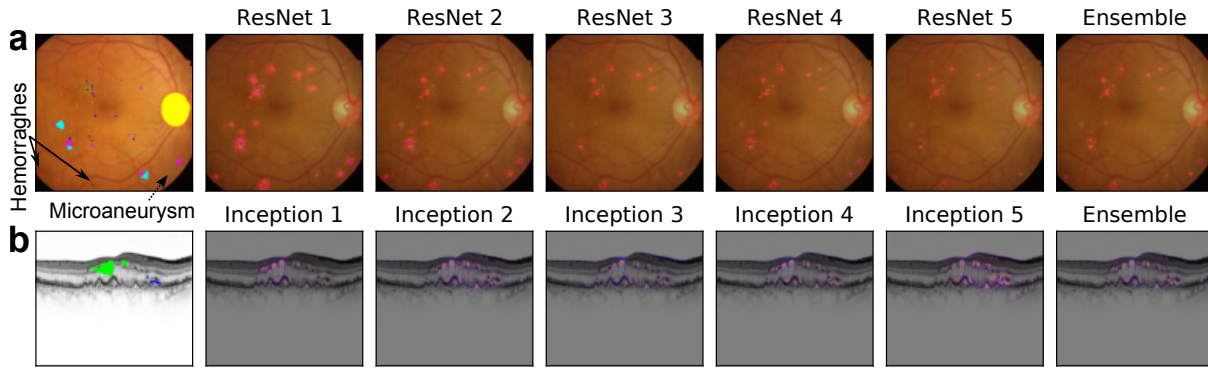 ResNet 1 ResNet 2 ResNet 3 ResNet 4 ResNet 5 Ensemble
a
Hemorraghes
Microaneurysm
Inception 1 Inception 2 Inception 3 Inception 4 Inception 5 Ensemble
b